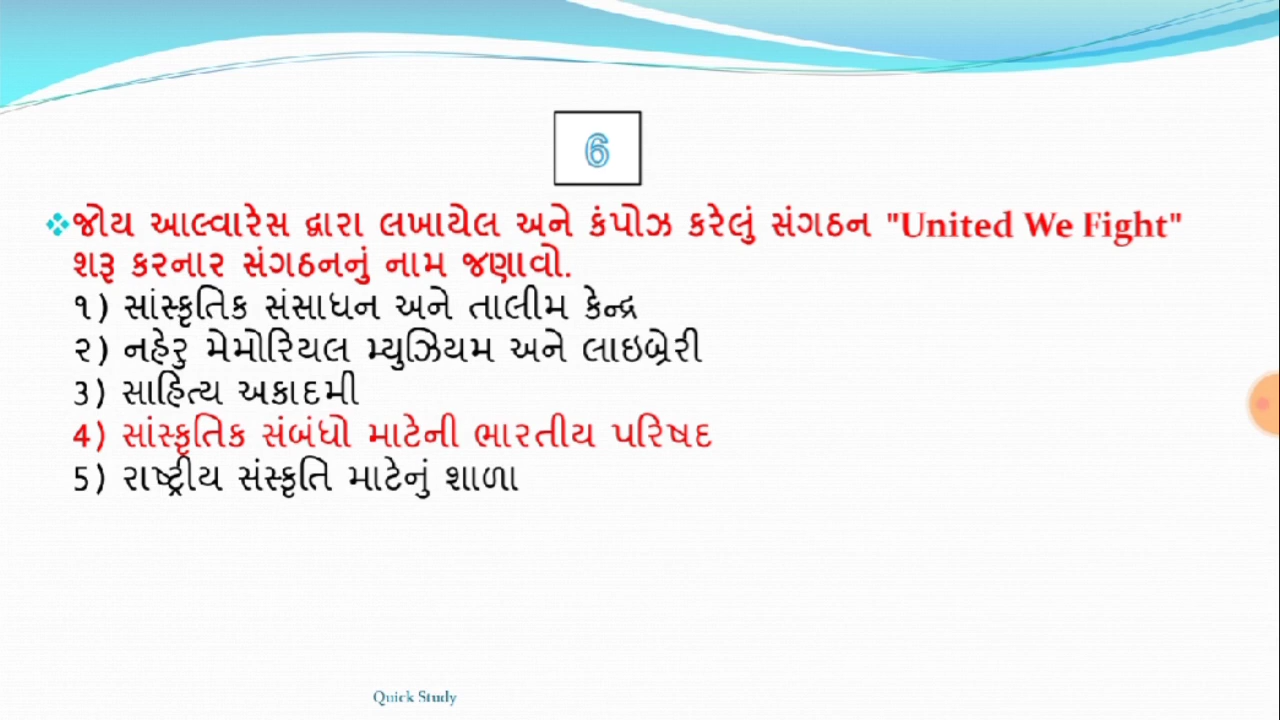 6
જોય આલ્વારેસ દ્વારા લખાયેલ અને કંપોઝ કરેલું સંગઠન "United We Fight"
શરૂ કરનાર સંગઠનનું નામ જણાવો.
૧) સાંસ્કૃતિક સંસાધન અને તાલીમ કેન્દ્ર
૨) નહેરુ મેમોરિયલ મ્યુઝિયમ અને લાઇબ્રેરી
3) સાહિત્ય અકાદમી
4) સાંસ્કૃતિક સંબંધો માટેની ભારતીય પરિષદ
5) રાષ્ટ્રીય સંસ્કૃતિ માટેનું શાળા
Quick Study